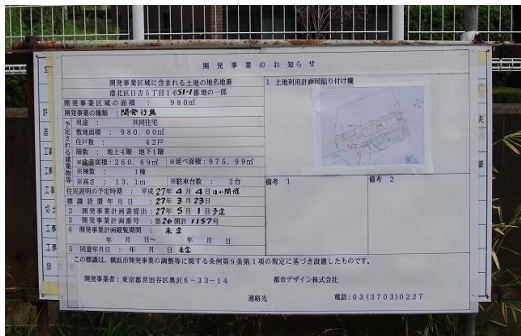 開発事業のお知らせ
開発事業区域に含まれる土地の地名地番
港北区日吉5丁目1651-1番地の一部
開発事業区域の面積 : 980㎡
開発事業の種類 : 開発行為
予定される建築物等
用途 : 共同住宅
敷地面積 : 980.00㎡
住戸数 : 42戸
階数 : 地上4階 地下1階
※建築面積:260.69㎡ ※延べ面積:975.99㎡
※棟数 : 1棟
※高さ : 13.1m ※駐車台数 : 2台
住民説明の予定時期 : 平成27年4月4日ほか開催
標識設置年月日 : 27年3月23日
2 開発事業計画書提出 : 27年5月1日予定
3 開発事業計画番号 : 第26開計1157号
4 開発事業計画縦覧期間 : 未定
年 月 日~ 年 月 日
5 同意年月日 : 年 月 日 未定
1 土地利用計画図貼り付け欄
備考 1
備考 2
この標識は、横浜市開発事業の調整等に関する条例第9条第1項の規定に基づき設置したものです。
開発事業者:東京都世田谷区奥沢6-33-14 都市デザイン株式会社
連絡先 電話:03(3703)0227